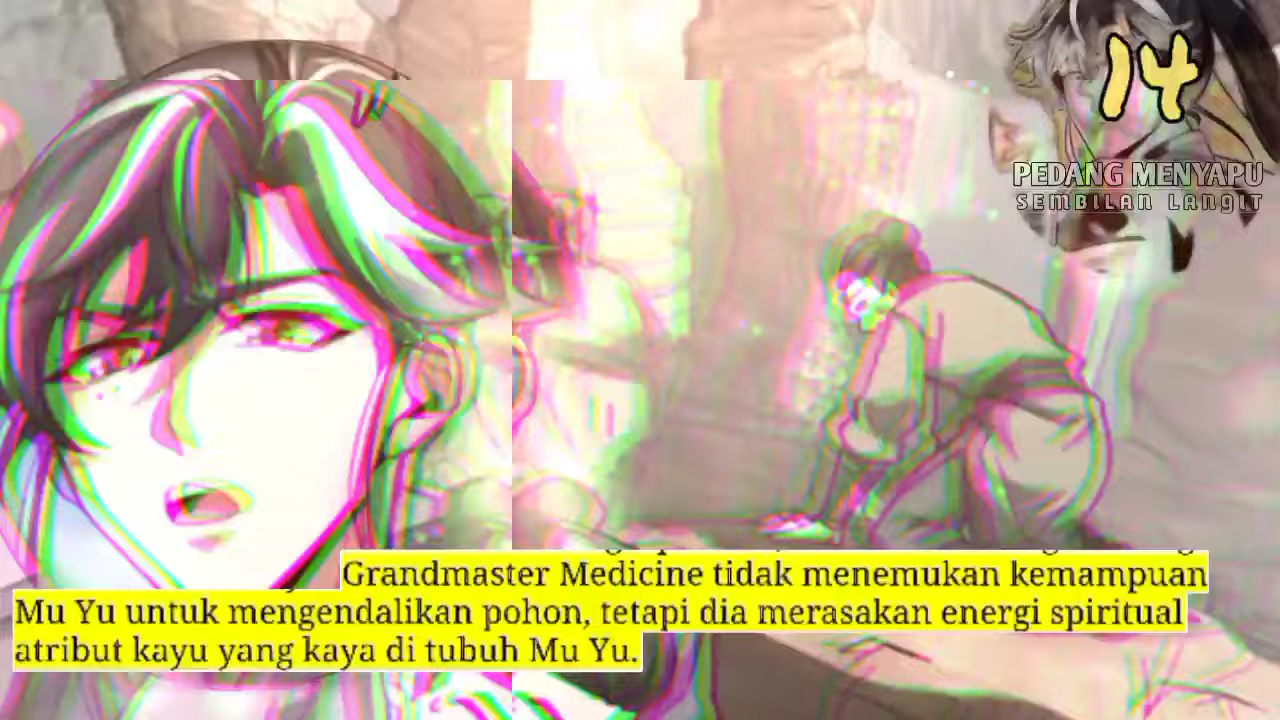 14
PEDANG MENYAPU
SEMBILAN LANGIT
Grandmaster Medicine tidak menemukan kemampuan
Mu Yu untuk mengendalikan pohon, tetapi dia merasakan energi spiritual
atribut kayu yang kaya di tubuh Mu Yu.